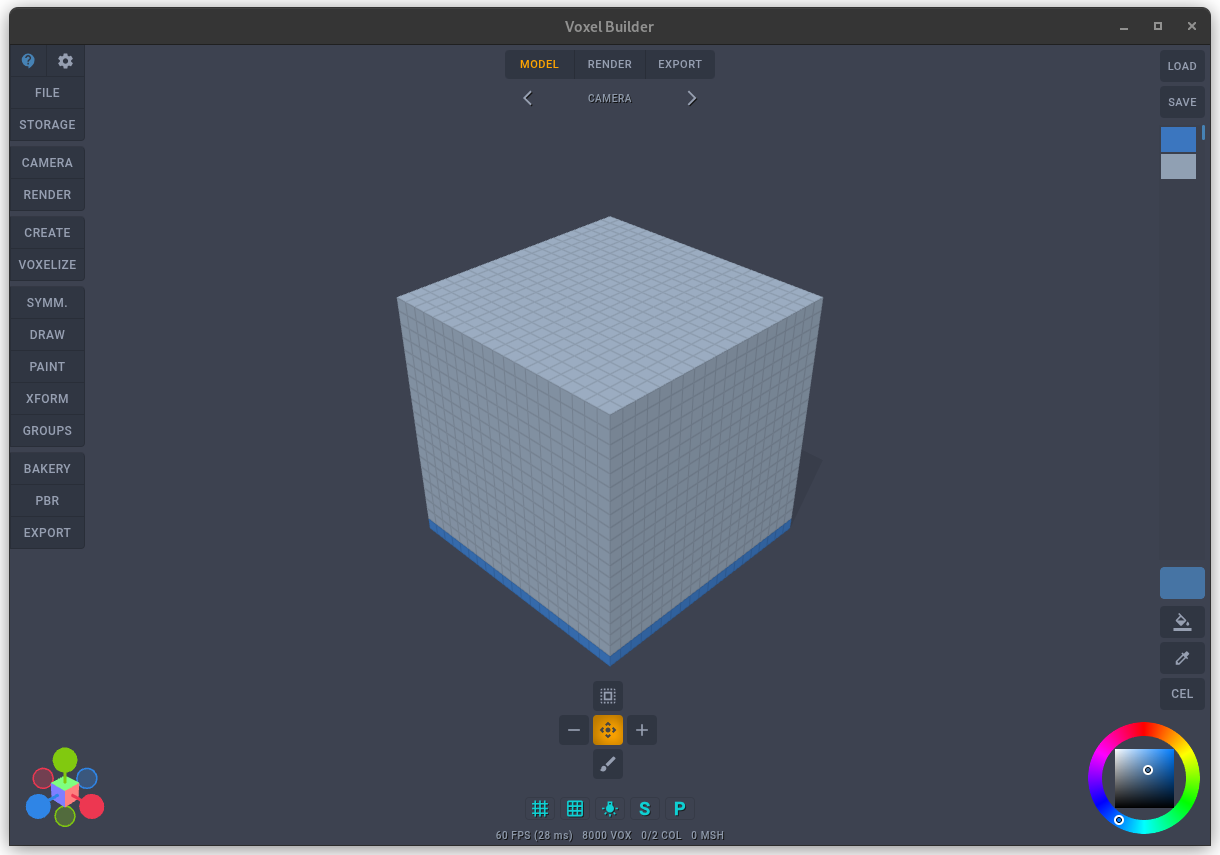 Voxel Builder
MODEL RENDER EXPORT
CAMERA
FILE
STORAGE
CAMERA
RENDER
CREATE
VOXELIZE
SYMM.
DRAW
PAINT
XFORM
GROUPS
BAKERY
PBR
EXPORT
LOAD
SAVE
CEL
S P
60 FPS (28 ms) 8000 VOX 0/2 COL 0 MSH